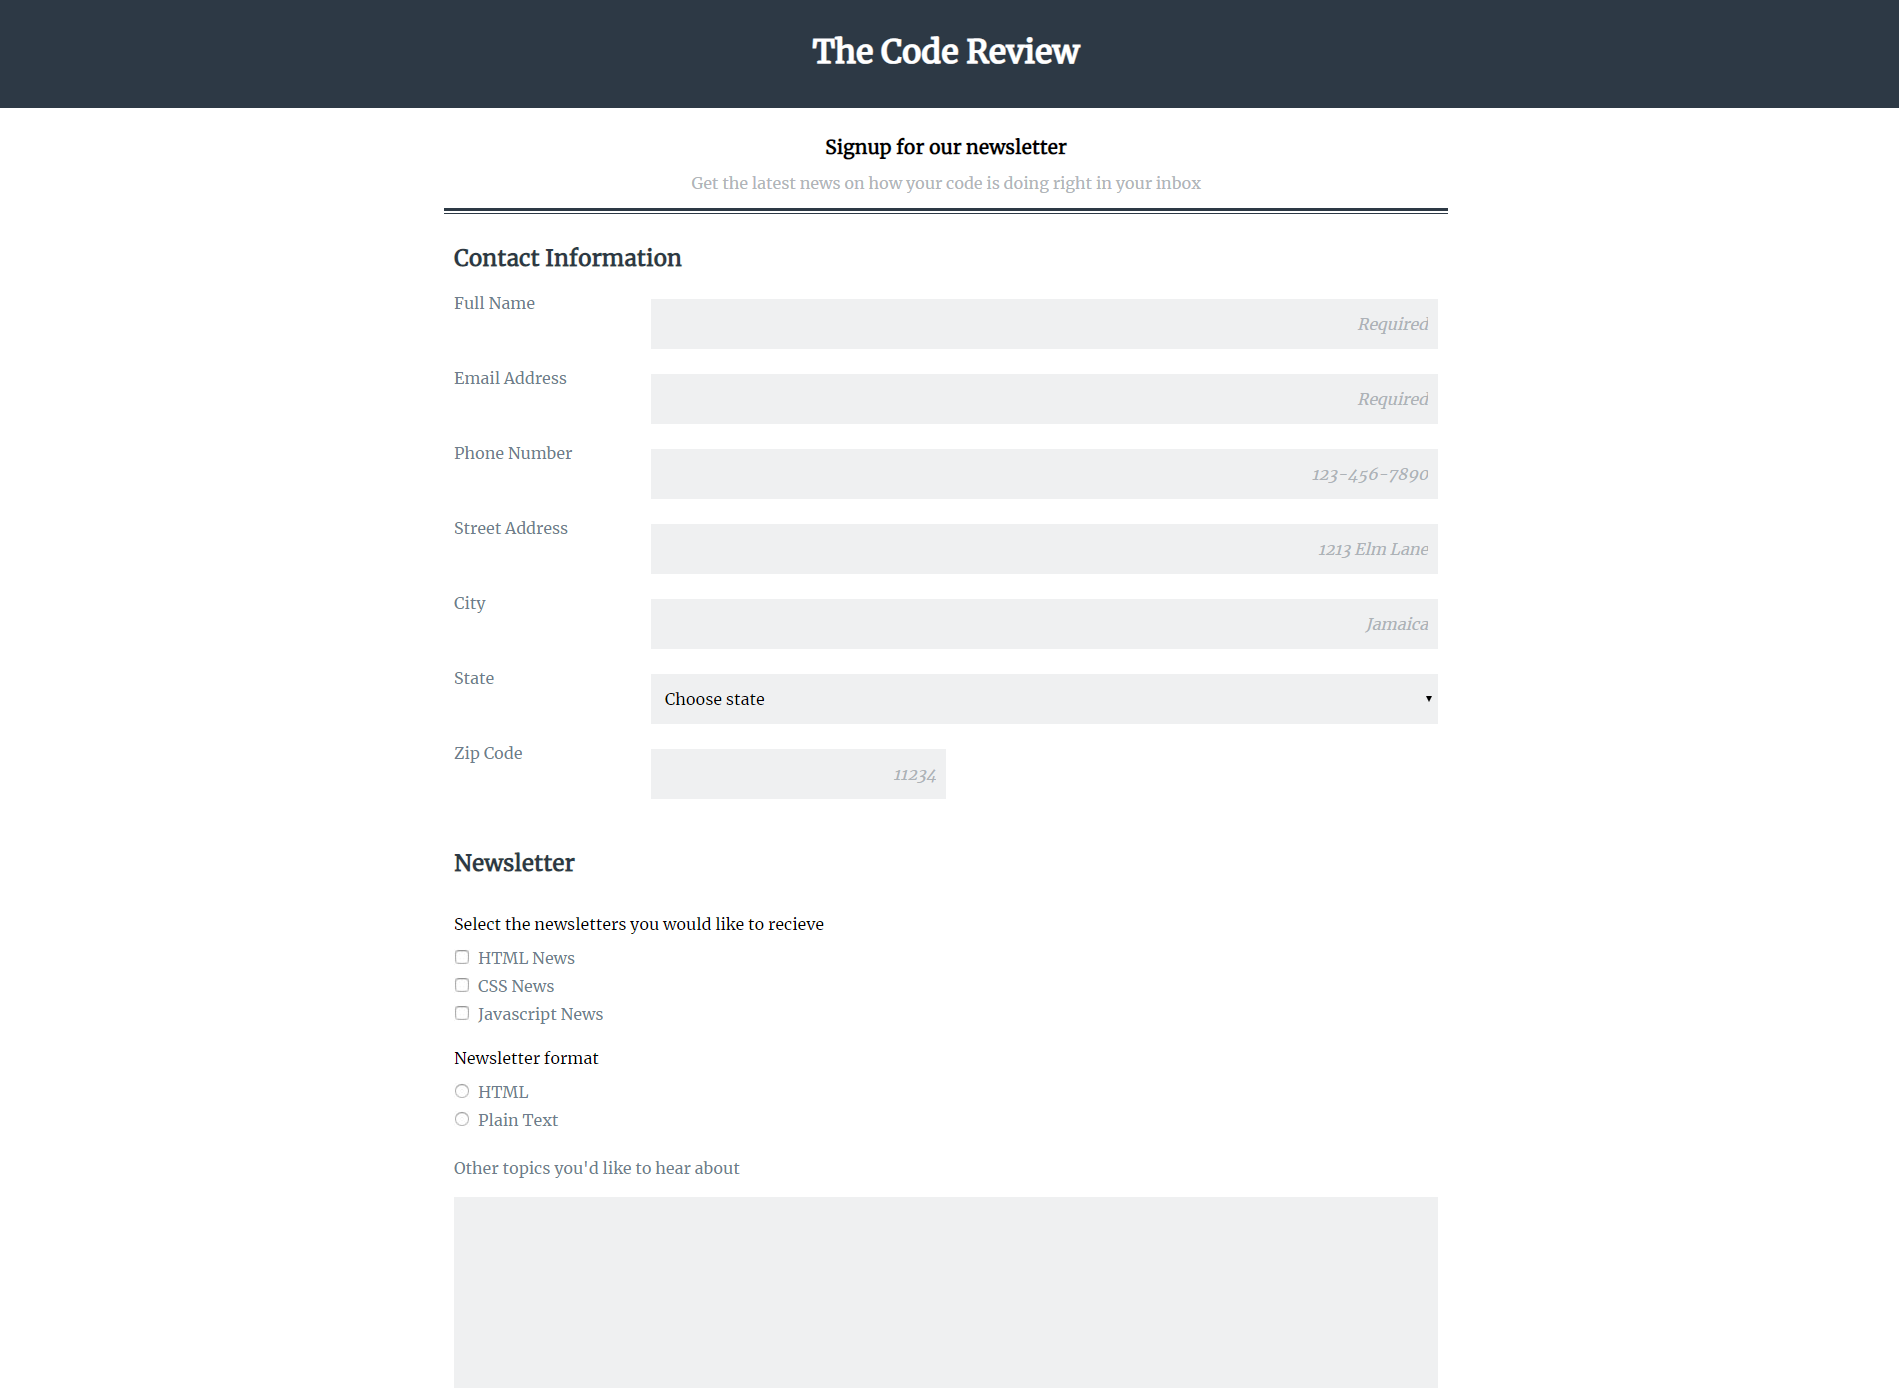 The Code Review
Signup for our newsletter
Get the latest news on how your code is doing right in your inbox
Contact Information
Full Name
Required
Email Address
Required
Phone Number
123-456-7890
Street Address
1213 Elm Lane
City
Jamaica
State
Choose state
Zip Code
11234
Newsletter
Select the newsletters you would like to recieve
HTML News
CSS News
Javascript News
Newsletter format
HTML
Plain Text
Other topics you'd like to hear about